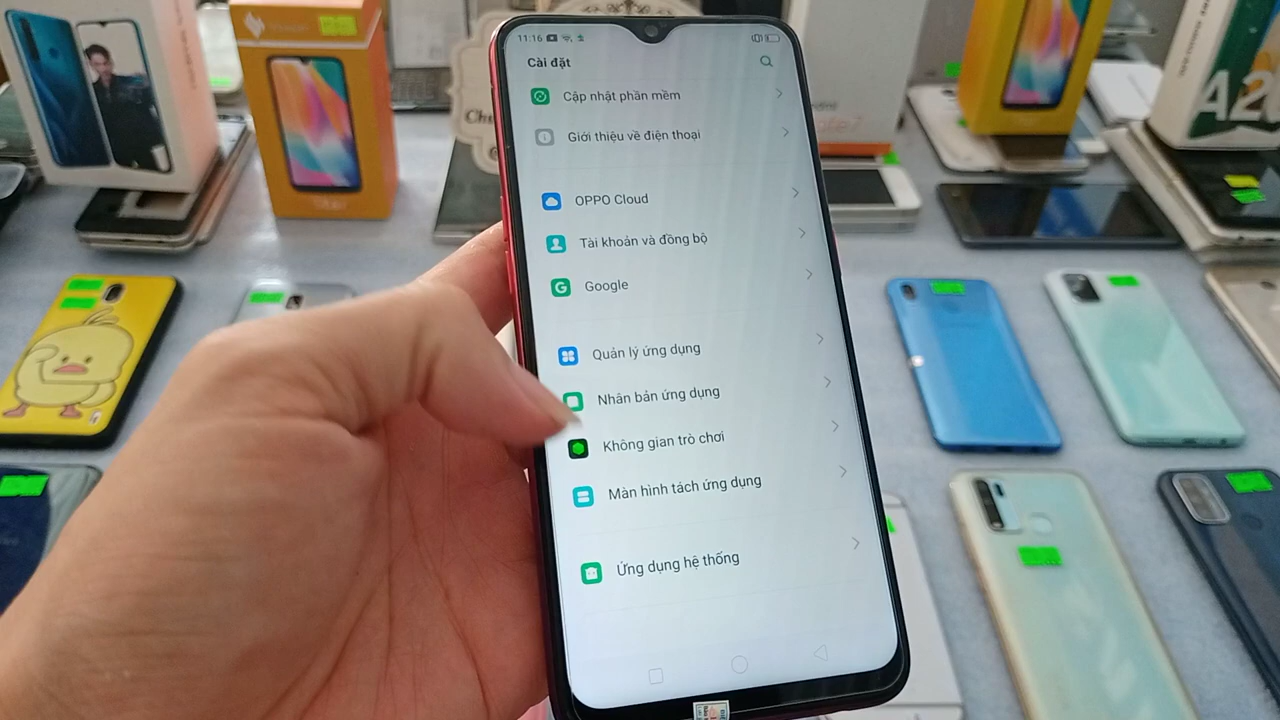 11:16
Cài đặt
Cập nhật phần mềm
Giới thiệu về điện thoại
OPPO Cloud
Tài khoản và đồng bộ
Google
Quản lý ứng dụng
Nhân bản ứng dụng
Không gian trò chơi
Màn hình tách ứng dụng
Ứng dụng hệ thống
A2